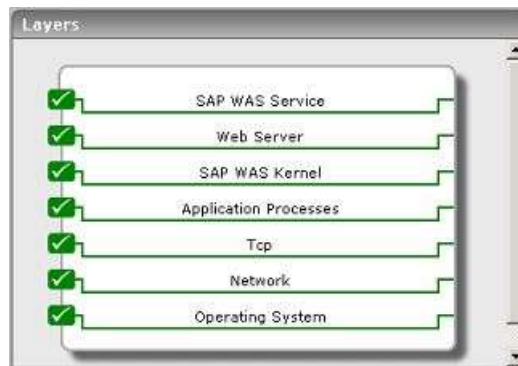 Layers
SAP WAS Service
Web Server
SAP WAS Kernel
Application Processes
Tcp
Network
Operating System